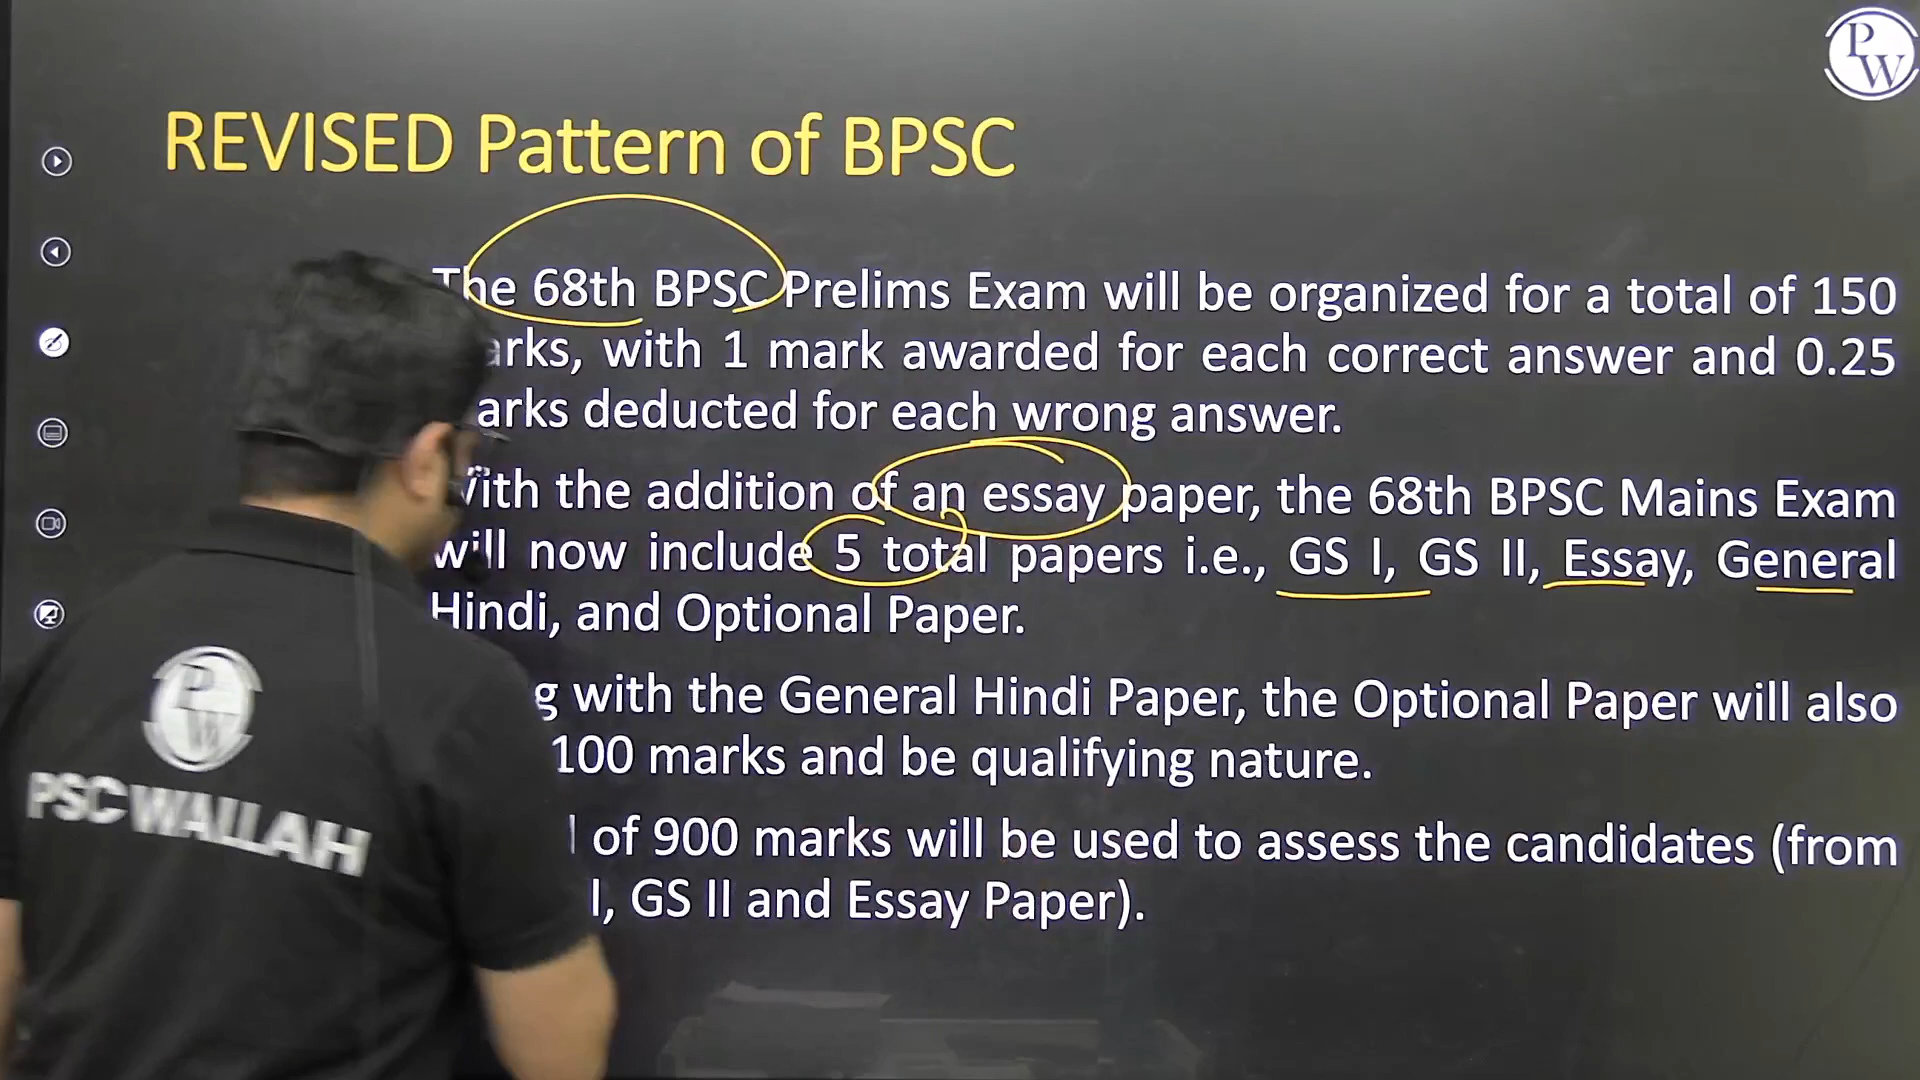 P
W
REVISED Pattern of BPSC
The 68th BPSC Prelims Exam will be organized for a total of 150
arks, with 1 mark awarded for each correct answer and 0.25
arks deducted for each wrong answer.
With the addition of an essay paper, the 68th BPSC Mains Exam
will now include 5 total papers i.e., GS I, GS II, Essay, General
Hindi, and Optional Paper.
g with the General Hindi Paper, the Optional Paper will also
100 marks and be qualifying nature.
l of 900 marks will be used to assess the candidates (from
I, GS II and Essay Paper).
P
W
PSC WALLAH